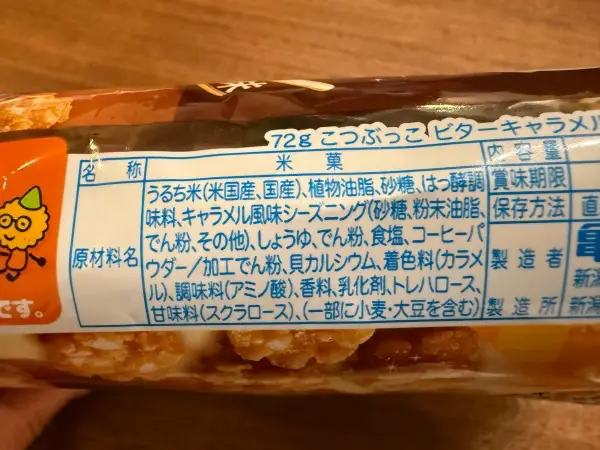 72g こつぶっこ ビターキャラメル
名称 米菓
原材料名
うるち米(米国産、国産)、植物油脂、砂糖、はっ酵調
味料、キャラメル風味シーズニング(砂糖、粉末油脂、
でん粉、その他)、しょうゆ、でん粉、食塩、コーヒーパ
ウダー/加工でん粉、貝カルシウム、着色料(カラメ
ル)、調味料(アミノ酸)、香料、乳化剤、トレハロース、
甘味料(スクラロース)、(一部に小麦・大豆を含む)
内容量
賞味期限
保存方法 直
製造者 亀
新潟
製造所 新潟
です。